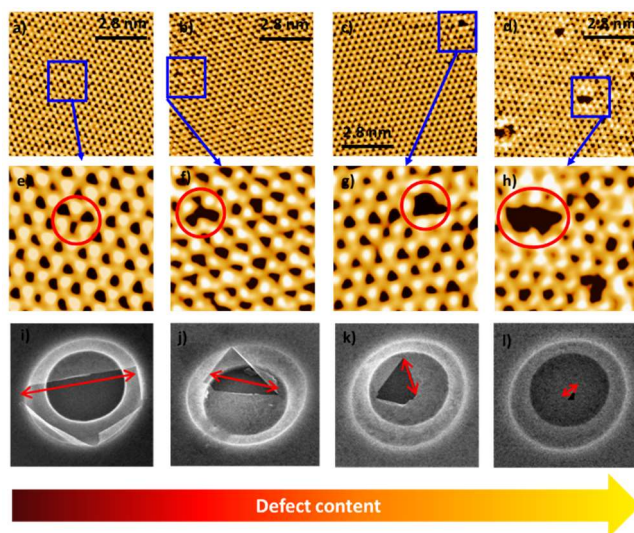 a) 2.8 nm b) 2.8 nm c) 2.8 nm d) 2.8 nm
e) f) g) h)
i) j) k) l)
Defect content